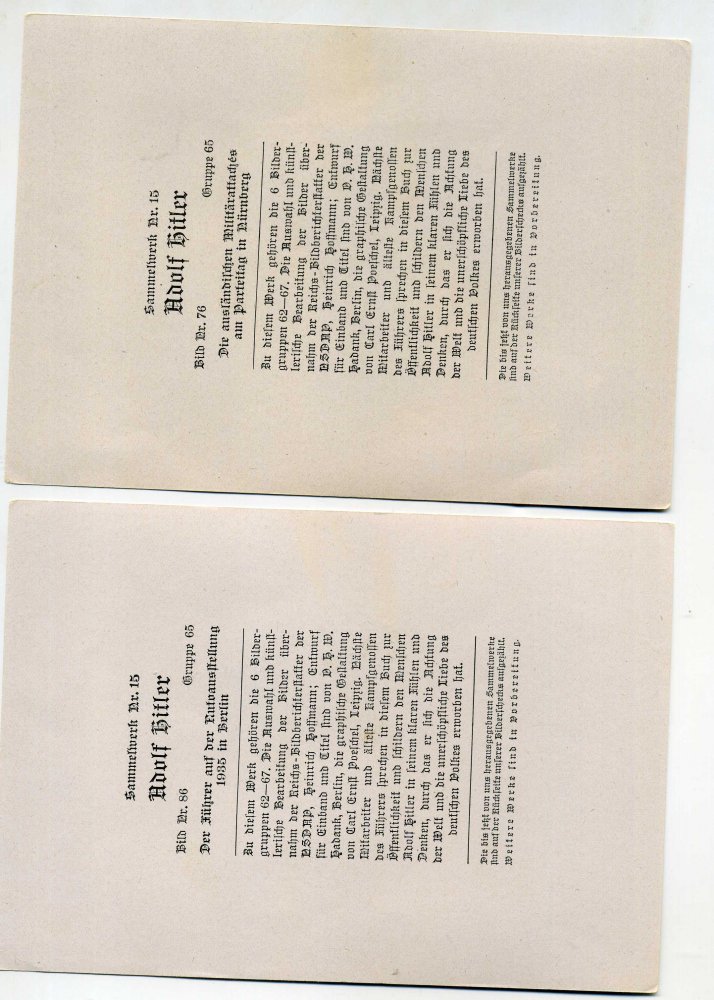 Sammelwerk Nr. 15
Adolf Hitler
Bild Nr. 76 Gruppe 65
Die ausländischen Militärattachés
am Parteitag in Nürnberg
Zu diesem Werk gehören die 6 Bilder-
gruppen 62—67. Die Auswahl und künst-
lerische Bearbeitung der Bilder über-
nahm der Reichs-Bildberichterstatter der
NSDAP, Heinrich Hoffmann; Entwurf
für Einband und Titel sind von O. H. W.
Hadank, Berlin, die graphische Gestaltung
von Carl Ernst Poeschel, Leipzig. Nächste
Mitarbeiter und älteste Kampfgenossen
des Führers sprechen in diesem Buch zur
Öffentlichkeit und schildern den Menschen
Adolf Hitler in seinem klaren Fühlen und
Denken, durch das er sich die Achtung
der Welt und die unerschöpfliche Liebe des
deutschen Volkes erworben hat.
Die bis jetzt von uns herausgegebenen Sammelwerke
sind auf der Rückseite unserer Bilderschecks aufgezählt.
Weitere Werke sind in Vorbereitung.
Sammelwerk Nr. 15
Adolf Hitler
Bild Nr. 86 Gruppe 65
Der Führer auf der Autoausstellung
1935 in Berlin
Zu diesem Werk gehören die 6 Bilder-
gruppen 62—67. Die Auswahl und künst-
lerische Bearbeitung der Bilder über-
nahm der Reichs-Bildberichterstatter der
NSDAP, Heinrich Hoffmann; Entwurf
für Einband und Titel sind von O. H. W.
Hadank, Berlin, die graphische Gestaltung
von Carl Ernst Poeschel, Leipzig. Nächste
Mitarbeiter und älteste Kampfgenossen
des Führers sprechen in diesem Buch zur
Öffentlichkeit und schildern den Menschen
Adolf Hitler in seinem klaren Fühlen und
Denken, durch das er sich die Achtung
der Welt und die unerschöpfliche Liebe des
deutschen Volkes erworben hat.
Die bis jetzt von uns herausgegebenen Sammelwerke
sind auf der Rückseite unserer Bilderschecks aufgezählt.
Weitere Werke sind in Vorbereitung.